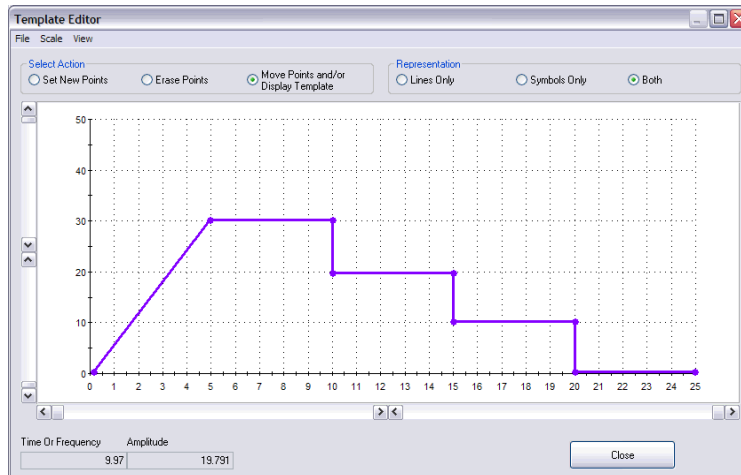 Template Editor
File Scale View
Select Action
Set New Points
Erase Points
Move Points and/or
Display Template
Representation
Lines Only
Symbols Only
Both
50
40
30
20
10
0
0 1 2 3 4 5 6 7 8 9 10 11 12 13 14 15 16 17 18 19 20 21 22 23 24 25
Time Or Frequency Amplitude
9.97 19.791
Close